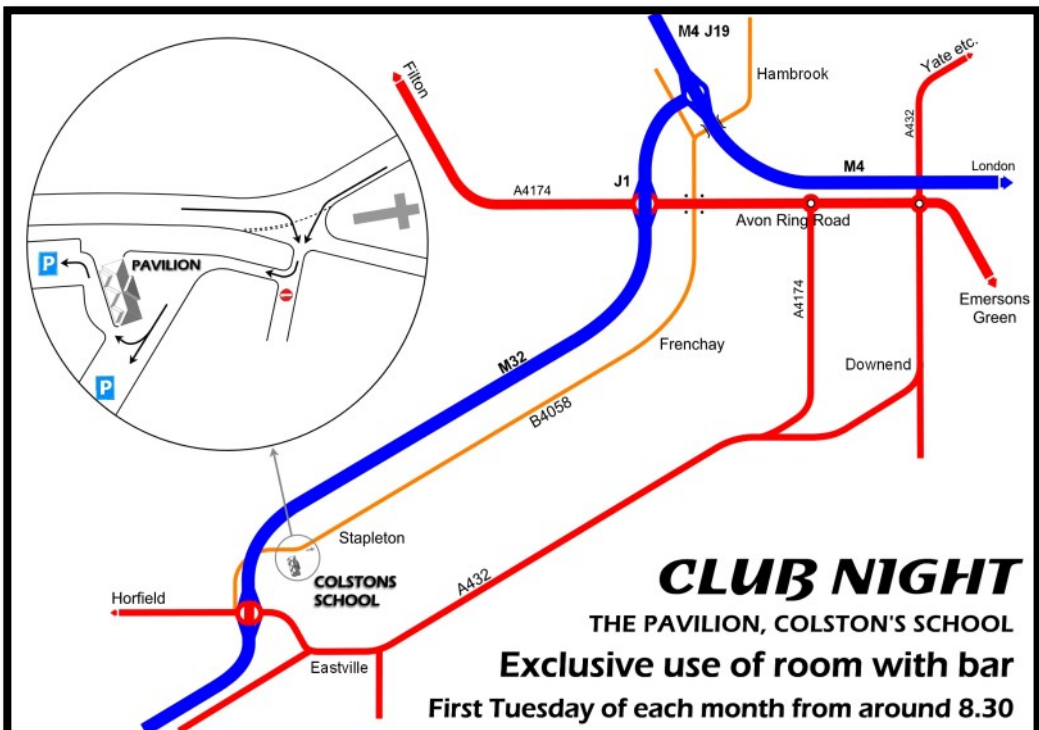 M4 J19
Hambrook
Yate etc.
Filton
A432
M4
London
A4174
J1
Avon Ring Road
P
PAVILION
A4174
Emersons
Green
Frenchay
Downend
M32
B4058
P
Stapleton
COLSTONS
SCHOOL
A432
Horfield
Eastville
CLUB NIGHT
THE PAVILION, COLSTON'S SCHOOL
Exclusive use of room with bar
First Tuesday of each month from around 8.30